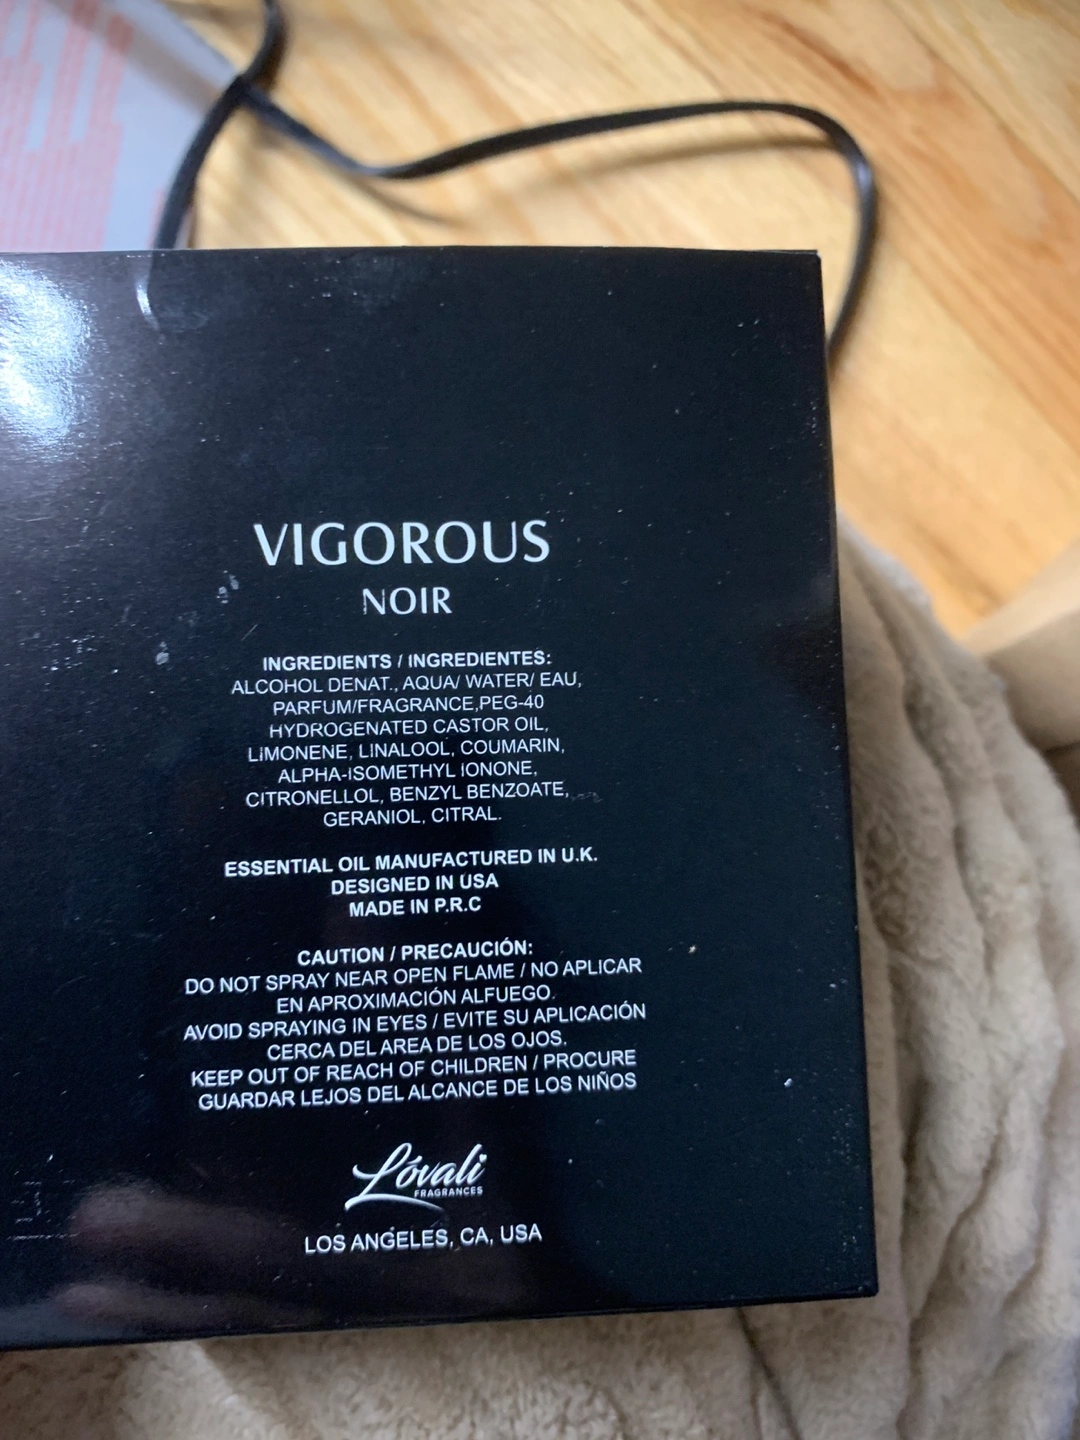 VIGOROUS
NOIR
INGREDIENTS / INGREDIENTES:
ALCOHOL DENAT., AQUA/ WATER/ EAU,
PARFUM/FRAGRANCE,PEG-40
HYDROGENATED CASTOR OIL,
LIMONENE, LINALOOL, COUMARIN,
ALPHA-ISOMETHYL IONONE,
CITRONELLOL, BENZYL BENZOATE,
GERANIOL, CITRAL.
ESSENTIAL OIL MANUFACTURED IN U.K.
DESIGNED IN USA
MADE IN P.R.C
CAUTION / PRECAUCIÓN:
DO NOT SPRAY NEAR OPEN FLAME / NO APLICAR
EN APROXIMACIÓN ALFUEGO.
AVOID SPRAYING IN EYES / EVITE SU APLICACIÓN
CERCA DEL AREA DE LOS OJOS.
KEEP OUT OF REACH OF CHILDREN / PROCURE
GUARDAR LEJOS DEL ALCANCE DE LOS NIÑOS
Lóvali
FRAGRANCES
LOS ANGELES, CA, USA